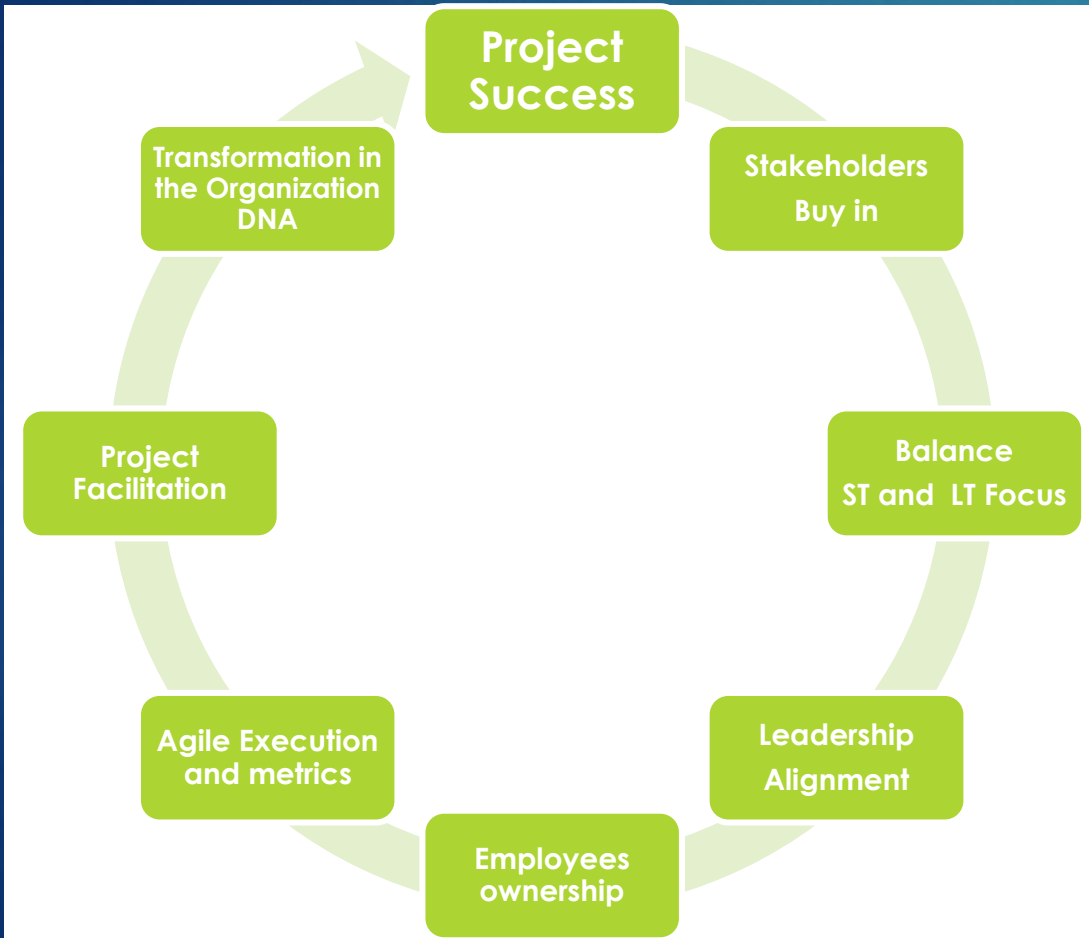 Project
Success
Stakeholders
Buy in
Balance
ST and  LT Focus
Leadership
Alignment
Employees
ownership
Agile Execution
and metrics
Project
Facilitation
Transformation in
the Organization
DNA